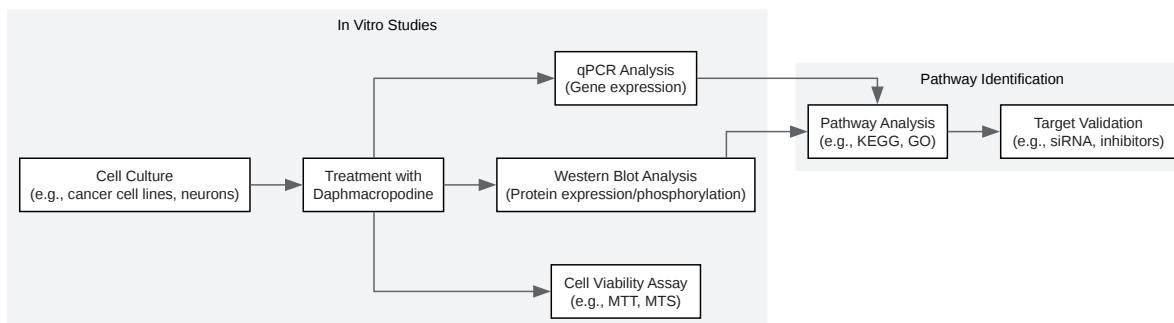 In Vitro Studies
qPCR Analysis
(Gene expression)
Pathway Identification
Pathway Analysis
(e.g., KEGG, GO)
Target Validation
(e.g., siRNA, inhibitors)
Cell Culture
(e.g., cancer cell lines, neurons)
Treatment with
Daphmacropodine
Western Blot Analysis
(Protein expression/phosphorylation)
Cell Viability Assay
(e.g., MTT, MTS)